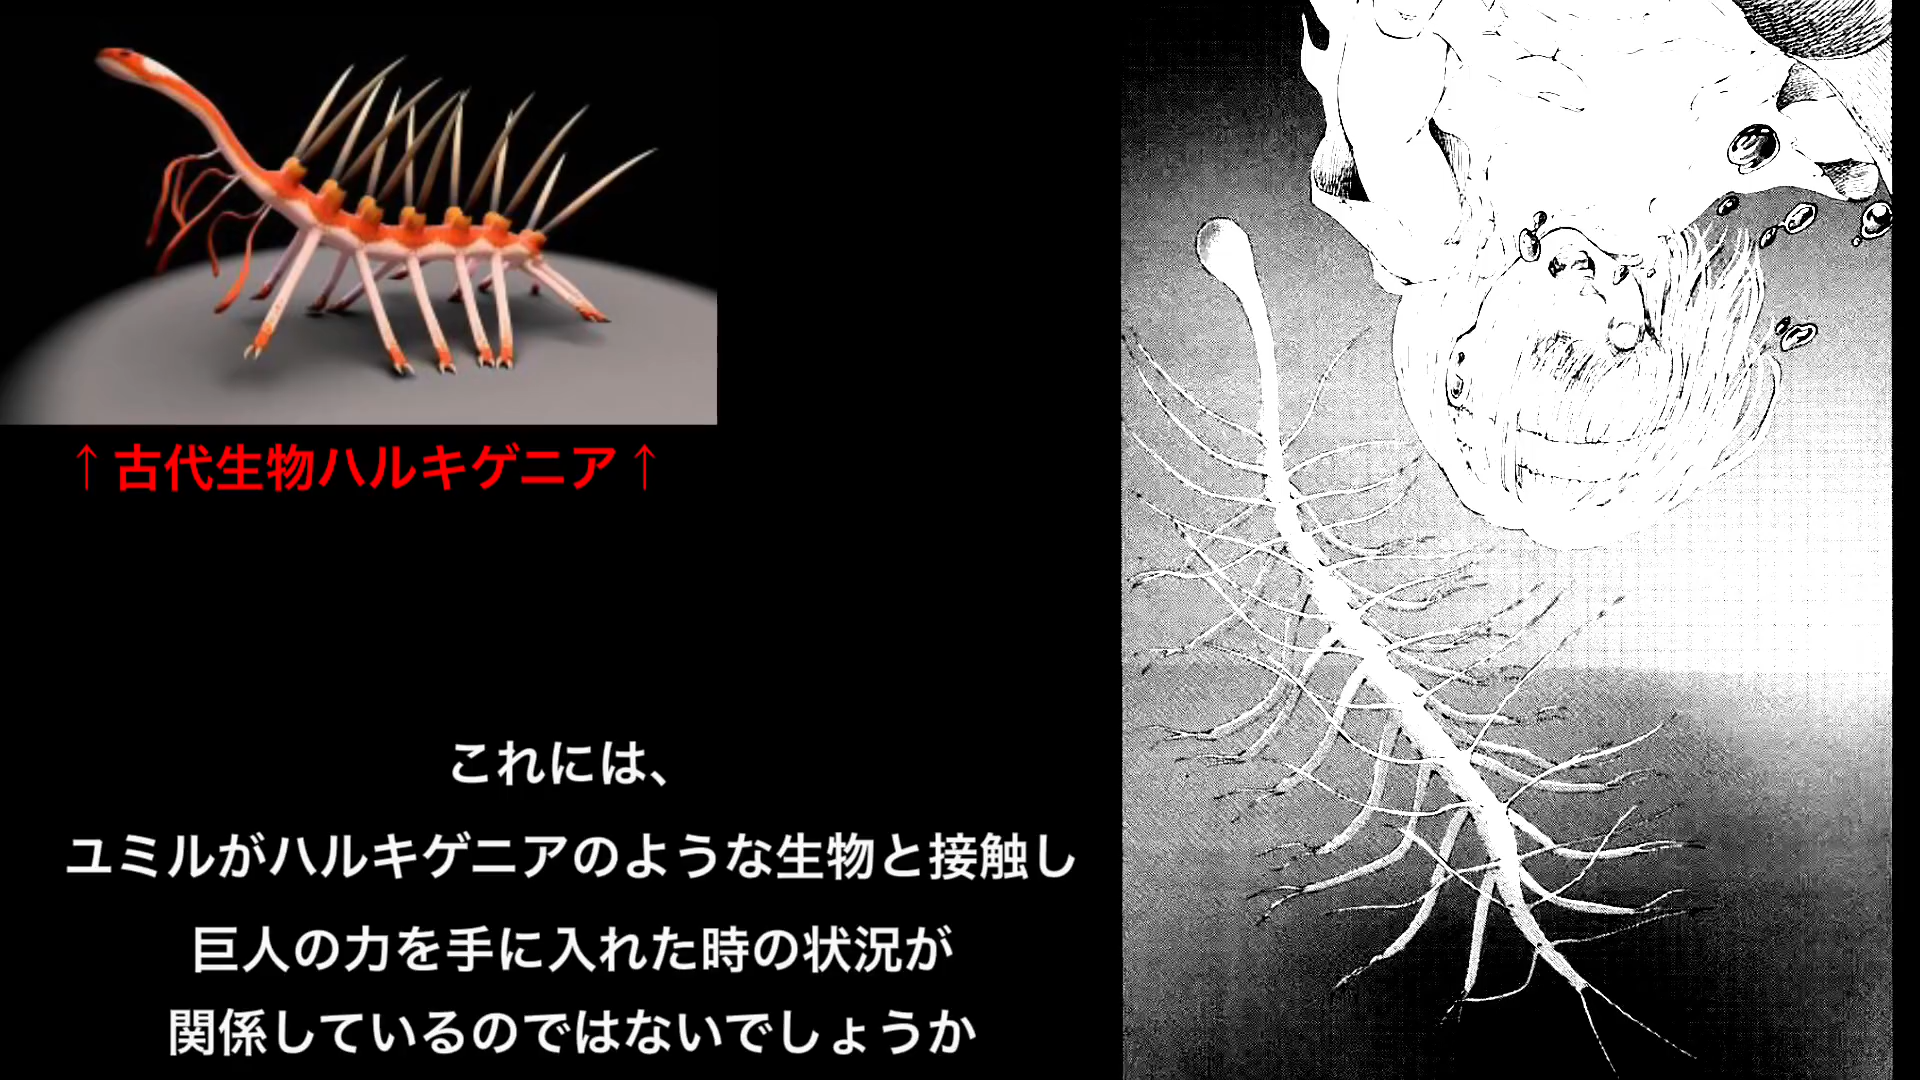 ↑古代生物ハルキゲニア↑
これには、
ユミルがハルキゲニアのような生物と接触し
巨人の力を手に入れた時の状況が
関係しているのではないでしょうか